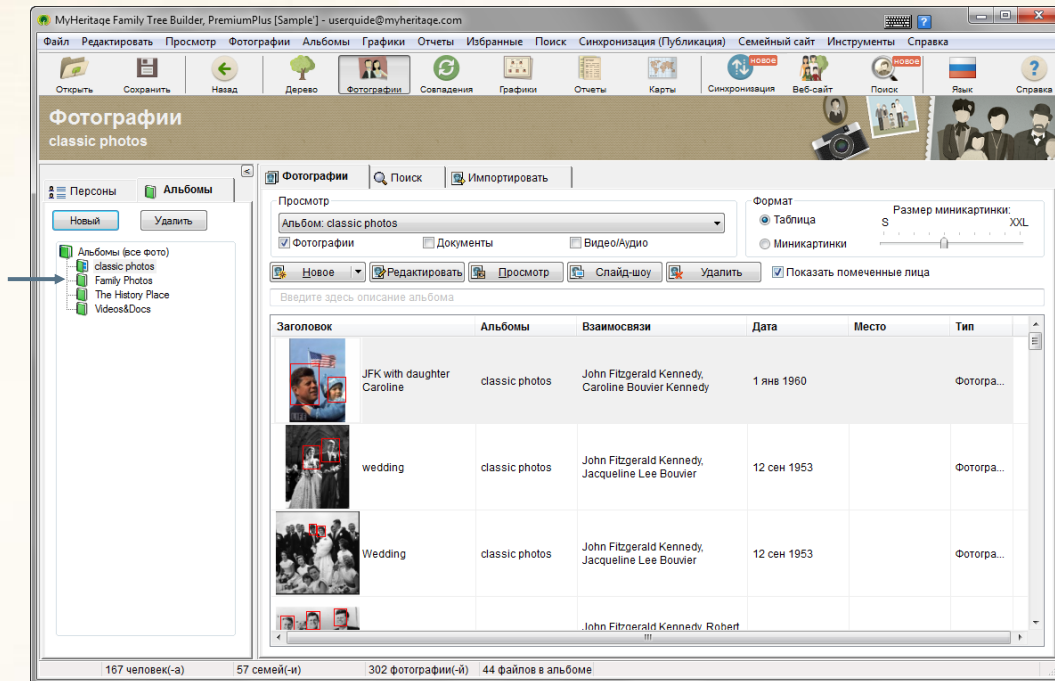 MyHeritage Family Tree Builder, PremiumPlus [Sample'] - userguide@myheritage.com
Файл Редактировать Просмотр Фотографии Альбомы Графики Отчеты Избранные Поиск Синхронизация (Публикация) Семейный сайт Инструменты Справка
НОВОЕ НОВОЕ
Открыть Сохранить Назад Дерево Фотографии Совпадения Графики Отчеты Карты Синхронизация Веб-сайт Поиск Язык Справка
Фотографии
classic photos
Персоны Альбомы
Новый Удалить
Альбомы (все фото)
classic photos
Family Photos
The History Place
Videos&Docs
Фотографии Поиск Импортировать
Просмотр
Альбом: classic photos
Фотографии Документы Видео/Аудио
Формат
Таблица
Миникартинки
Размер миникартинки:
S XXL
Новое Редактировать Просмотр Слайд-шоу Удалить Показать помеченные лица
Введите здесь описание альбома
Заголовок Альбомы Взаимосвязи Дата Место Тип
JFK with daughter
Caroline
classic photos
John Fitzgerald Kennedy,
Caroline Bouvier Kennedy
1 янв 1960
Фотогра...
wedding
classic photos
John Fitzgerald Kennedy,
Jacqueline Lee Bouvier
12 сен 1953
Фотогра...
Wedding
classic photos
John Fitzgerald Kennedy,
Jacqueline Lee Bouvier
12 сен 1953
Фотогра...
John Fitzgerald Kennedy, Robert
167 человек(-а) 57 семей(-и) 302 фотографии(-й) 44 файлов в альбоме